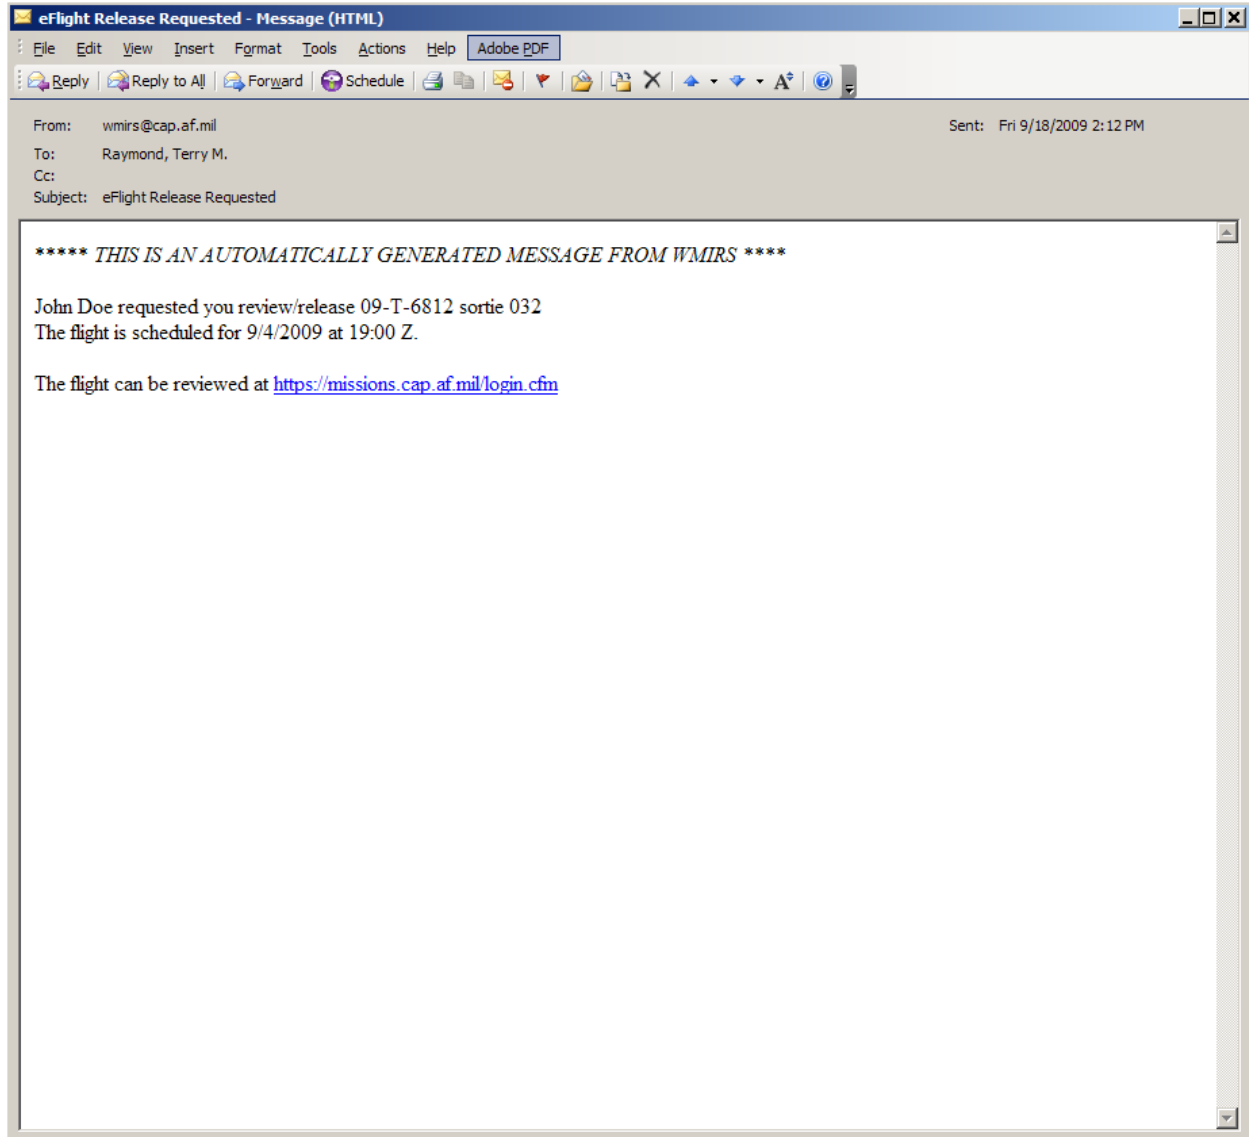 eFlight Release Requested - Message (HTML)
File Edit View Insert Format Tools Actions Help Adobe PDF
Reply Reply to All Forward Schedule A
From: wmirs@cap.af.mil Sent: Fri 9/18/2009 2:12 PM
To: Raymond, Terry M.
Cc:
Subject: eFlight Release Requested
***** THIS IS AN AUTOMATICALLY GENERATED MESSAGE FROM WMIRS ****
John Doe requested you review/release 09-T-6812 sortie 032
The flight is scheduled for 9/4/2009 at 19:00 Z.
The flight can be reviewed at https://missions.cap.af.mil/login.cfm